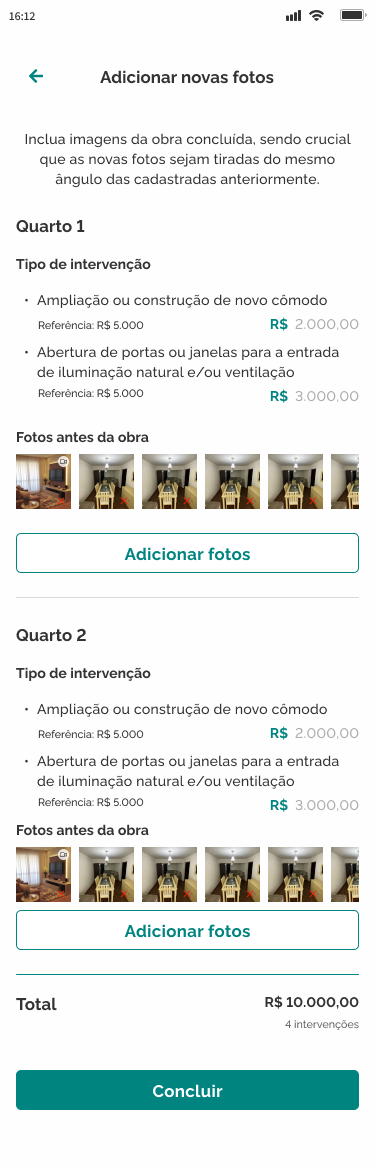 16:12
Adicionar novas fotos
Inclua imagens da obra concluída, sendo crucial
que as novas fotos sejam tiradas do mesmo
ângulo das cadastradas anteriormente.
Quarto 1
Tipo de intervenção
• Ampliação ou construção de novo cômodo
Referência: R$ 5.000 R$ 2.000,00
• Abertura de portas ou janelas para a entrada
de iluminação natural e/ou ventilação
Referência: R$ 5.000 R$ 3.000,00
Fotos antes da obra
Adicionar fotos
Quarto 2
Tipo de intervenção
• Ampliação ou construção de novo cômodo
Referência: R$ 5.000 R$ 2.000,00
• Abertura de portas ou janelas para a entrada
de iluminação natural e/ou ventilação
Referência: R$ 5.000 R$ 3.000,00
Fotos antes da obra
Adicionar fotos
Total R$ 10.000,00
4 intervenções
Concluir